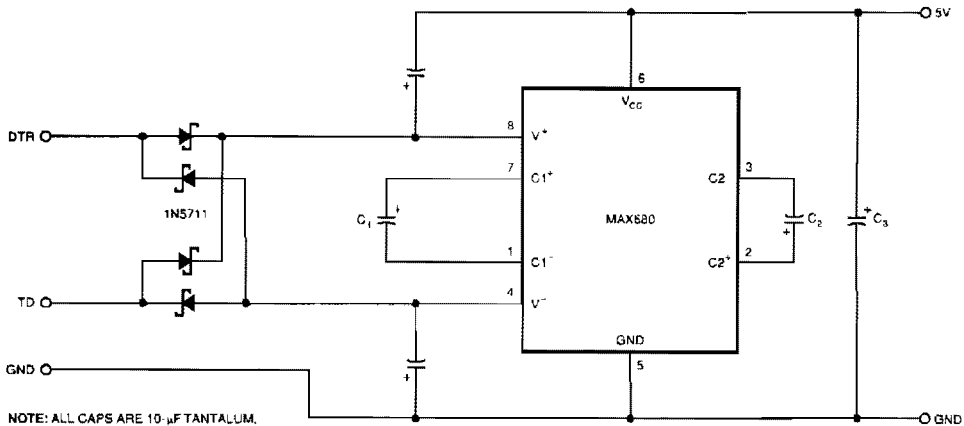 5V
6
V_CC
DTR
8
V⁺
7
C1⁺
C2
3
1N5711
C₁
+
MAX680
+
C₂
+
C₃
1
C1⁻
C2⁺
2
TD
4
V⁻
GND
5
GND
+
NOTE: ALL CAPS ARE 10-µF TANTALUM.
GND